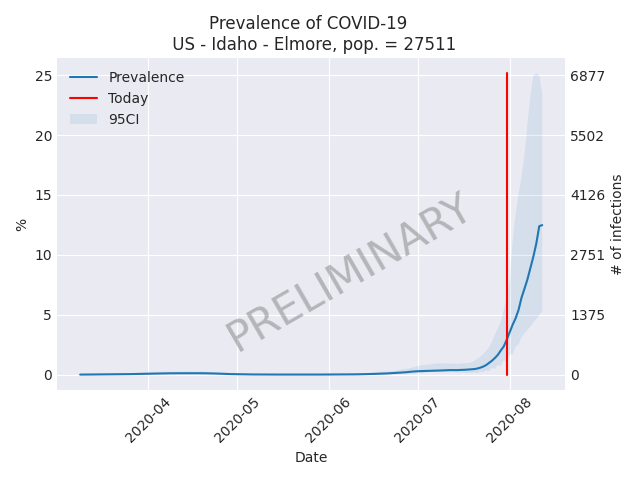 Prevalence of COVID-19
US - Idaho - Elmore, pop. = 27511
Prevalence
Today
95CI
25
20
15
10
5
0
%
6877
5502
4126
2751
1375
0
# of infections
PRELIMINARY
2020-04
2020-05
2020-06
2020-07
2020-08
Date